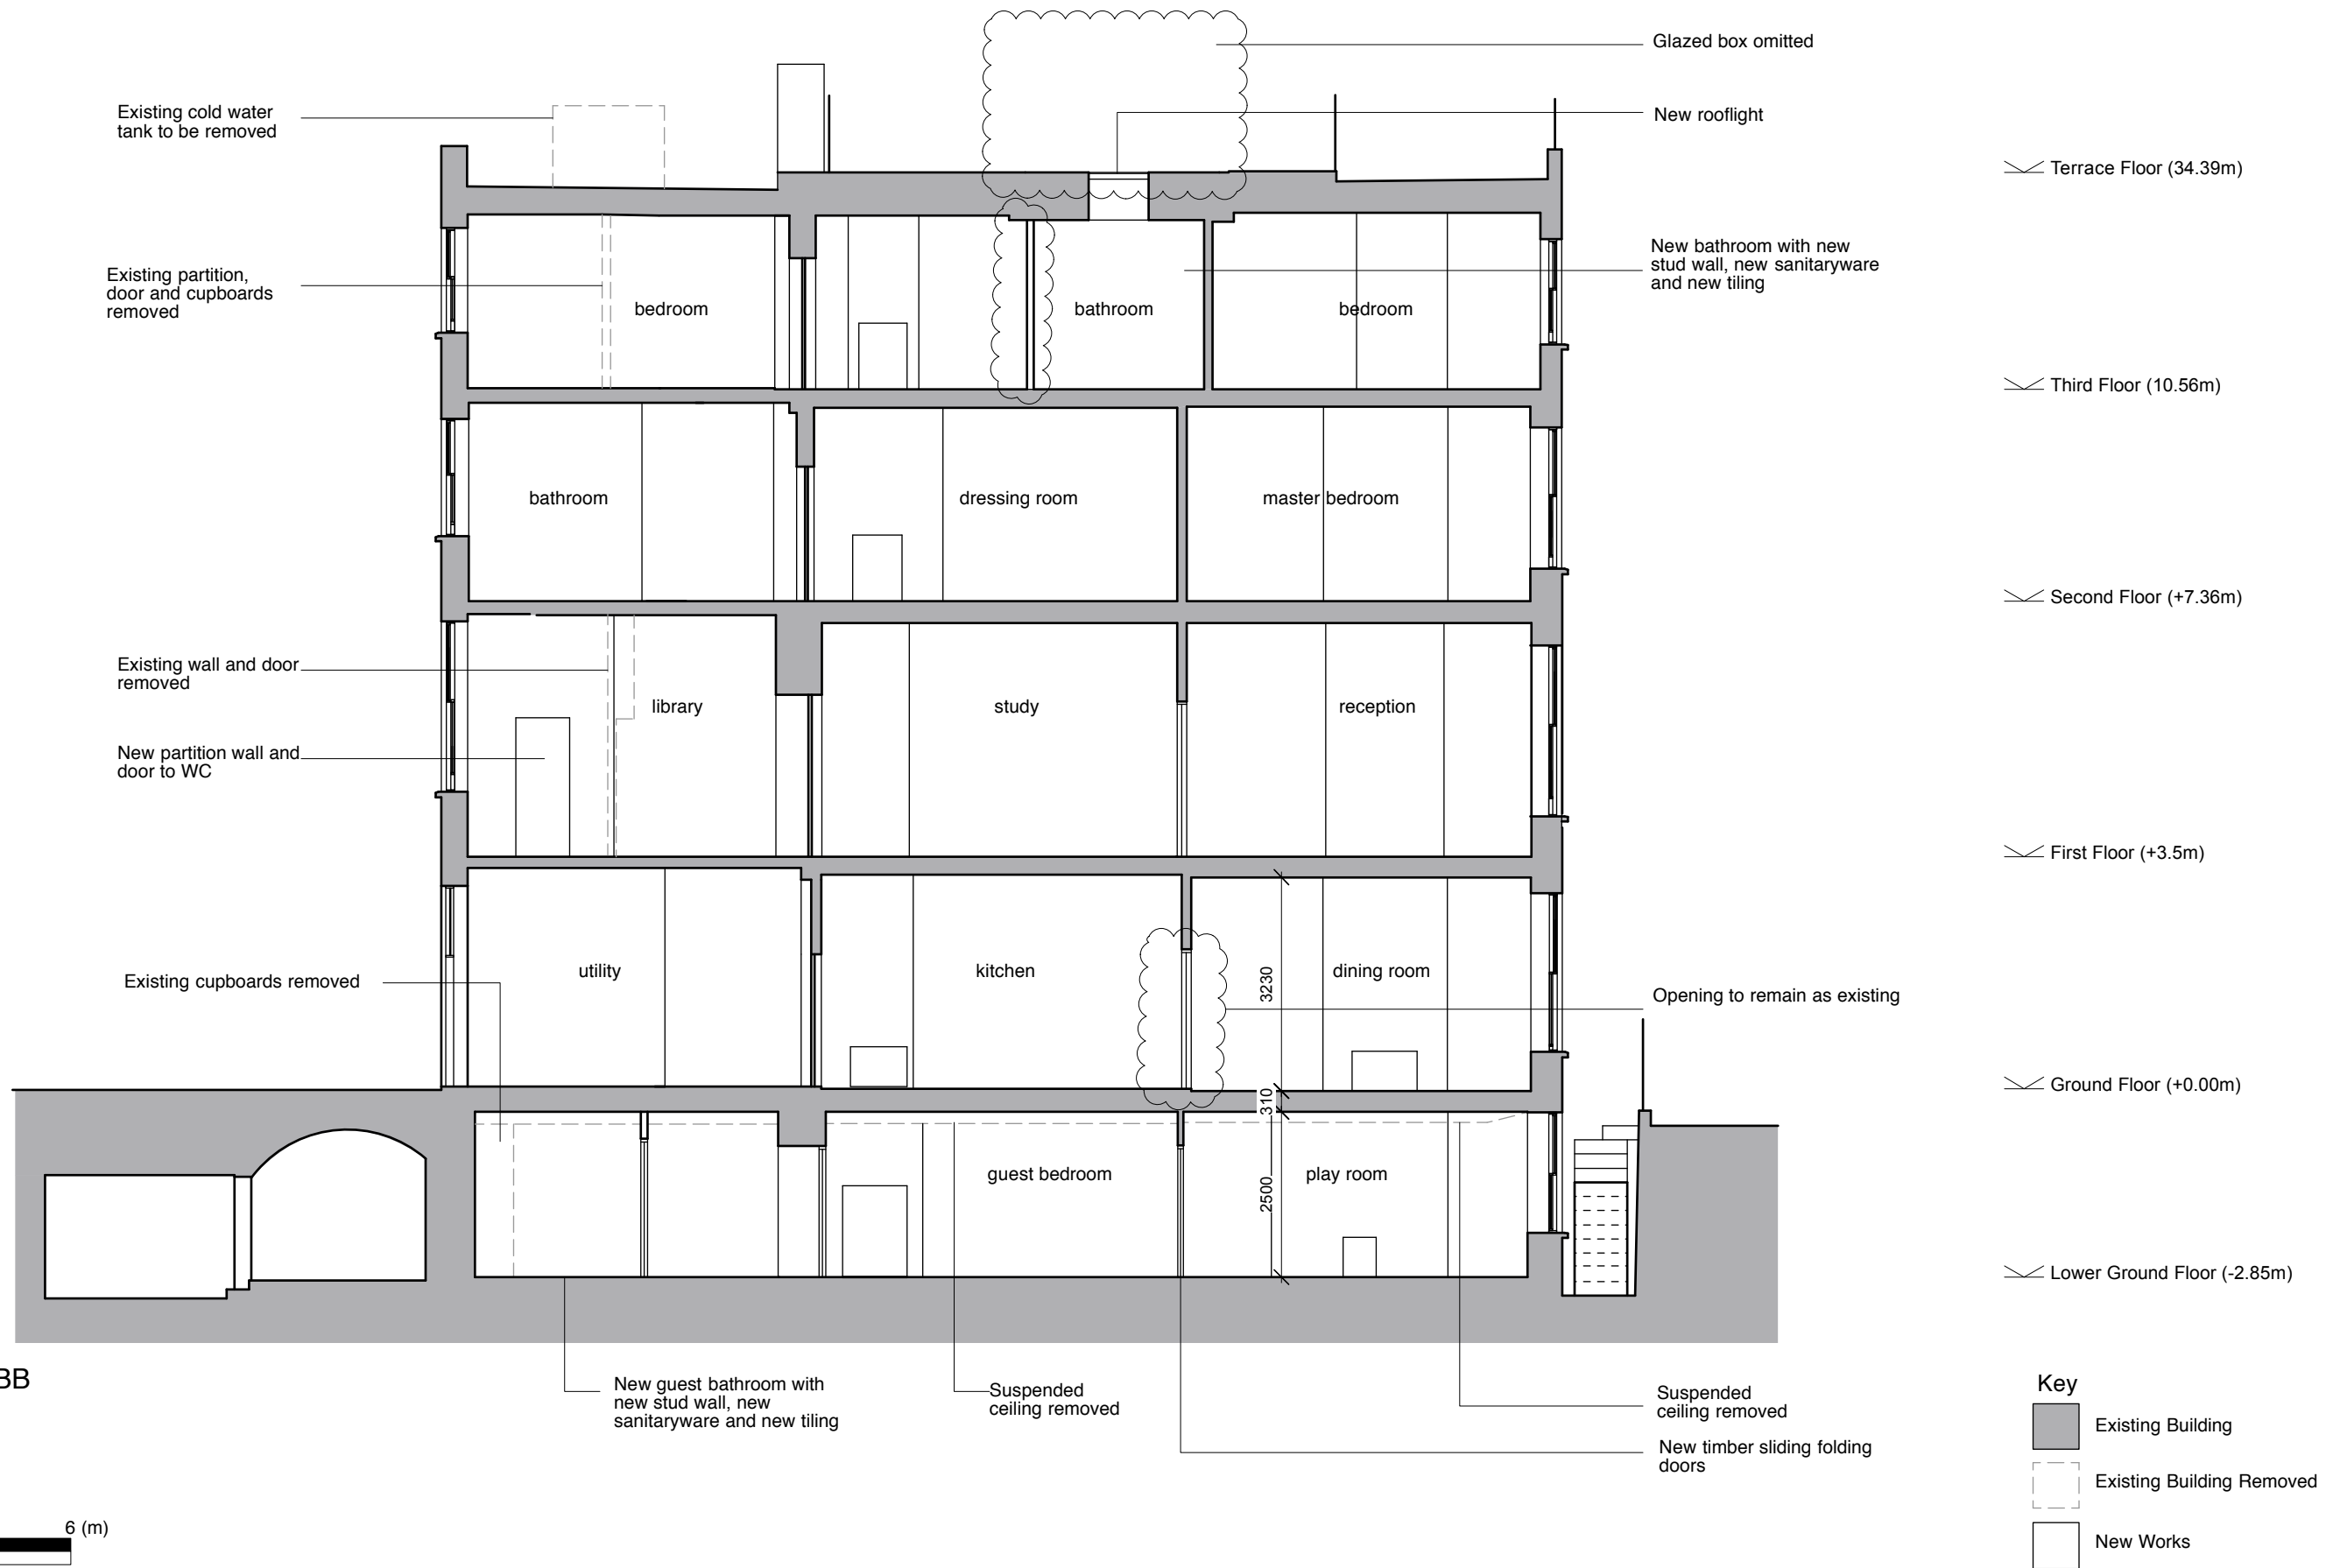 Glazed box omitted
Existing cold water
tank to be removed
New rooflight
Terrace Floor (34.39m)
New bathroom with new
stud wall, new sanitaryware
and new tiling
Existing partition,
door and cupboards
removed
bedroom
bathroom
bedroom
Third Floor (10.56m)
bathroom
dressing room
master bedroom
Second Floor (+7.36m)
Existing wall and door
removed
library
study
reception
New partition wall and
door to WC
First Floor (+3.5m)
Existing cupboards removed
utility
kitchen
3230
dining room
Opening to remain as existing
310
Ground Floor (+0.00m)
guest bedroom
2500
play room
Lower Ground Floor (-2.85m)
BB
New guest bathroom with
new stud wall, new
sanitaryware and new tiling
Suspended
ceiling removed
Suspended
ceiling removed
New timber sliding folding
doors
Key
Existing Building
Existing Building Removed
New Works
6 (m)